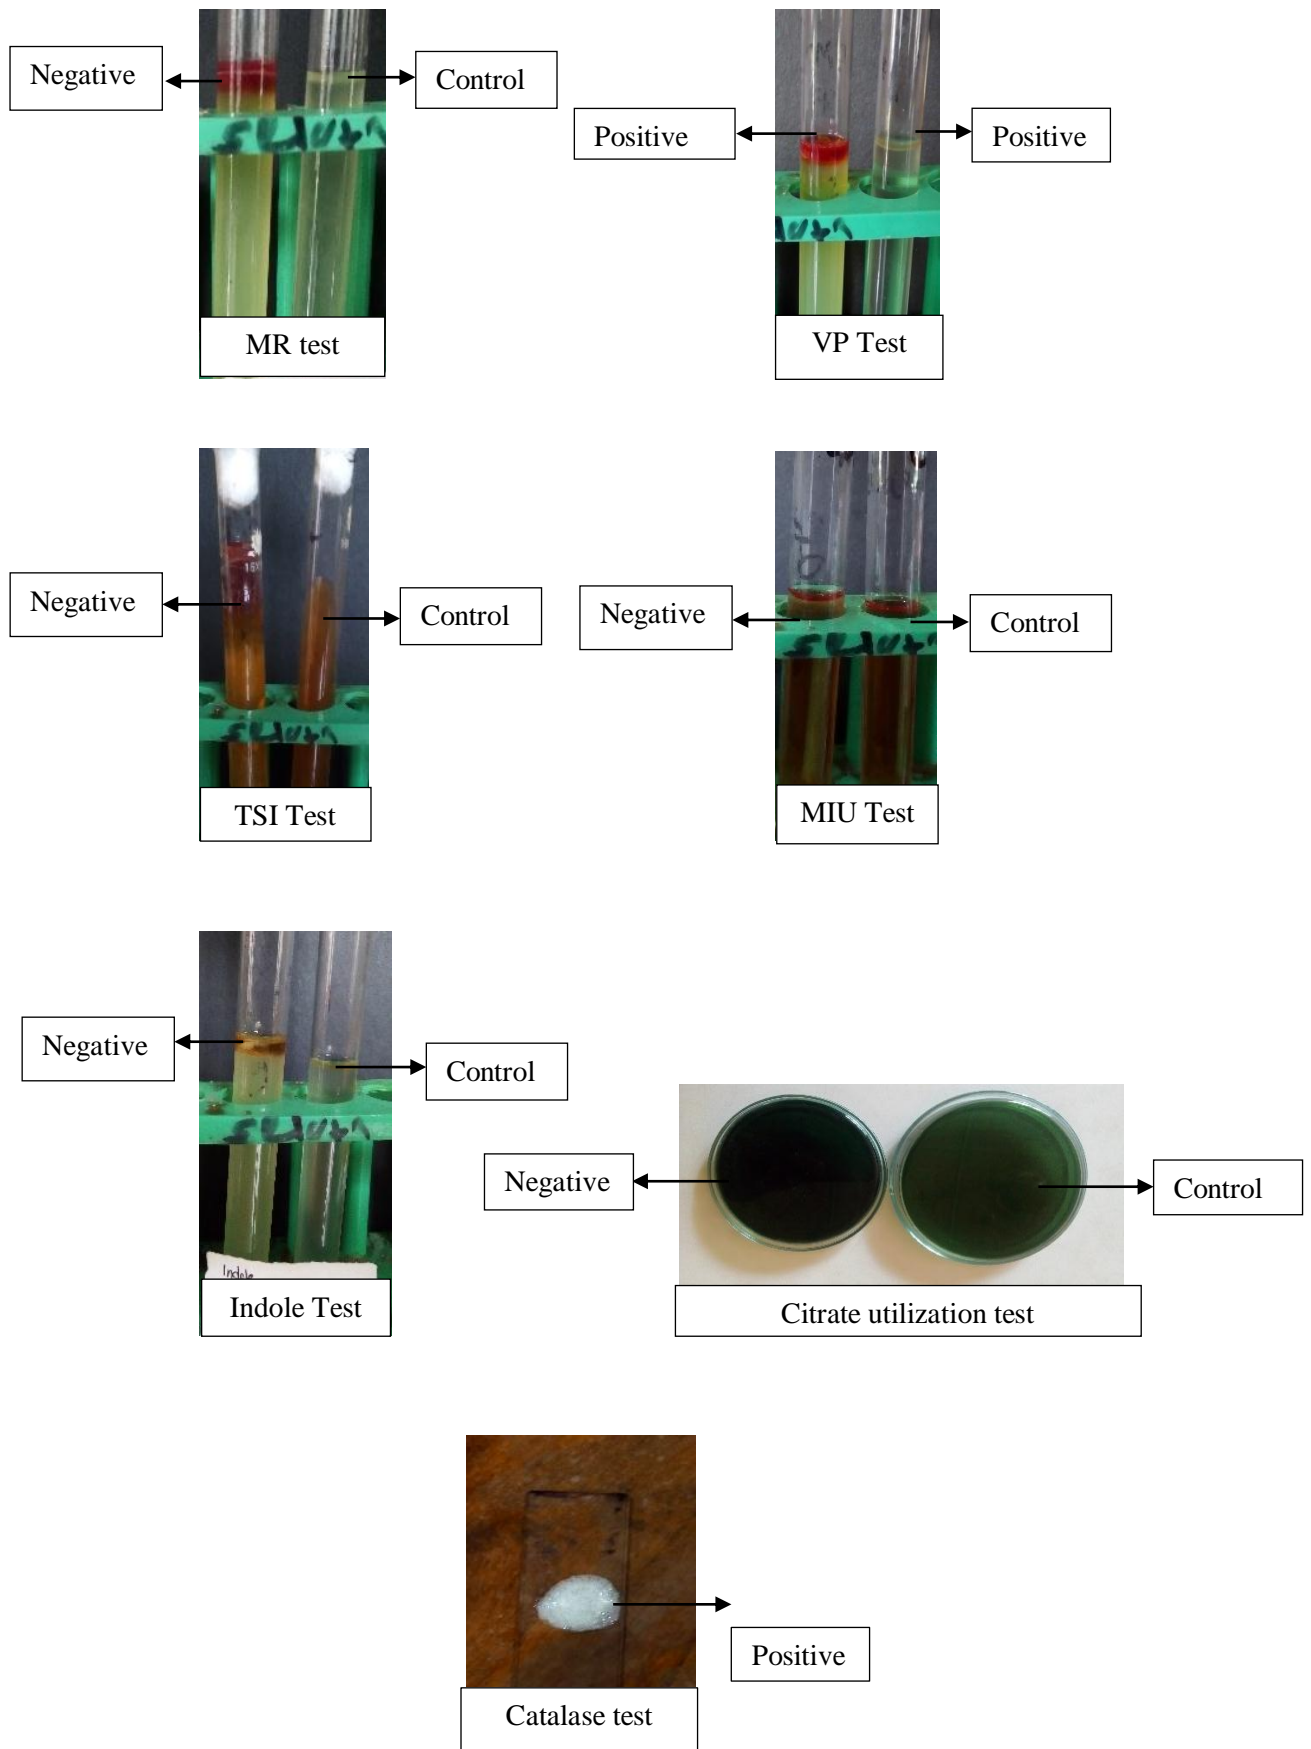 Negative
Control
MR test
Positive
Positive
VP Test
Negative
Control
TSI Test
Negative
Control
MIU Test
Negative
Control
Indole
Indole Test
Negative
Control
Citrate utilization test
Positive
Catalase test